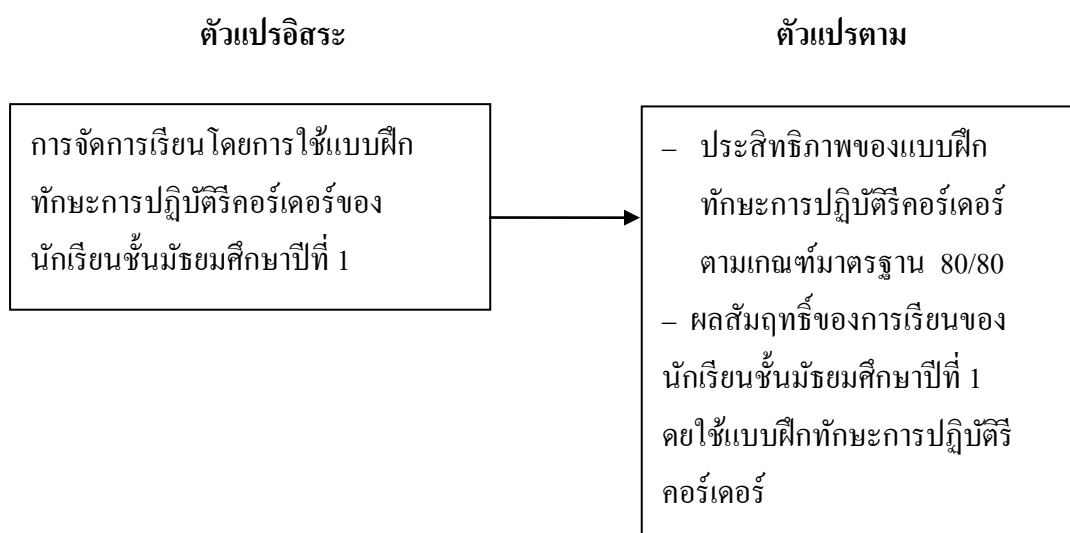 ตัวแปรอิสระ
ตัวแปรตาม
การจัดการเรียนโดยการใช้แบบฝึก
ทักษะการปฏิบัติรีคอร์เดอร์ของ
นักเรียนชั้นมัธยมศึกษาปีที่ 1
– ประสิทธิภาพของแบบฝึก
ทักษะการปฏิบัติรีคอร์เดอร์
ตามเกณฑ์มาตรฐาน 80/80
– ผลสัมฤทธิ์ของการเรียนของ
นักเรียนชั้นมัธยมศึกษาปีที่ 1
ดยใช้แบบฝึกทักษะการปฏิบัติรี
คอร์เดอร์